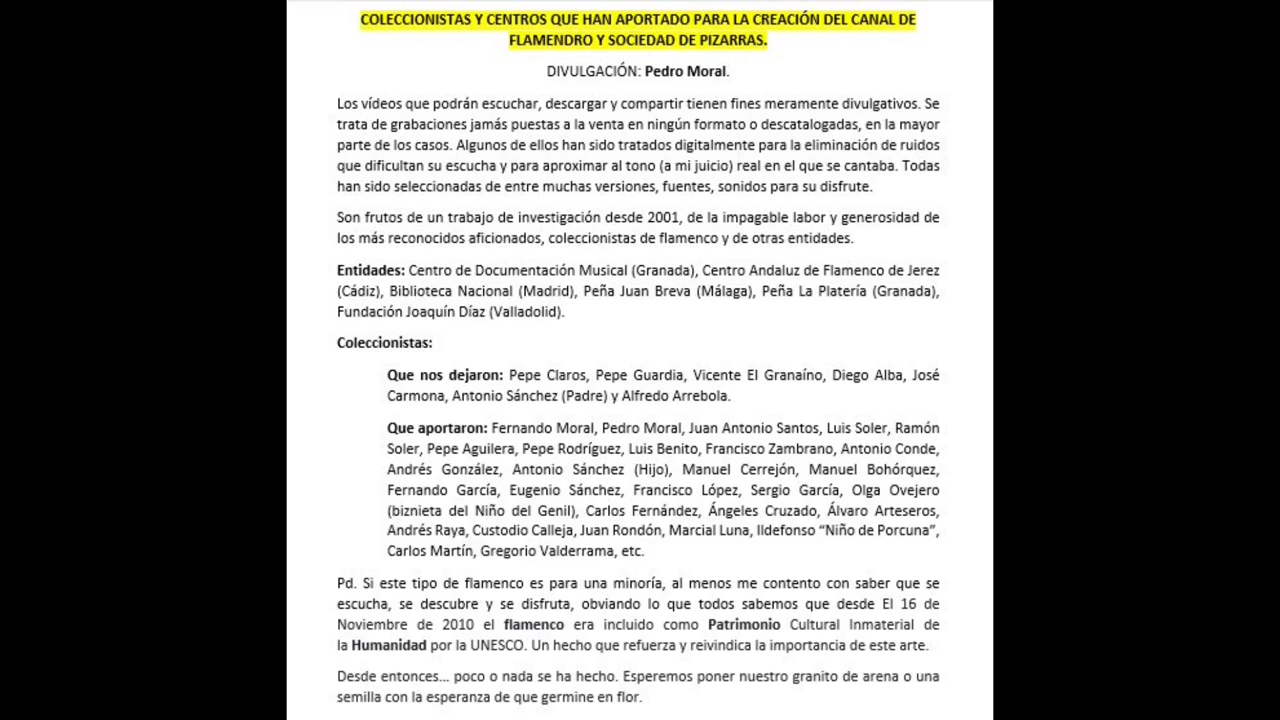 COLECCIONISTAS Y CENTROS QUE HAN APORTADO PARA LA CREACIÓN DEL CANAL DE
FLAMENDRO Y SOCIEDAD DE PIZARRAS.
DIVULGACIÓN: Pedro Moral.
Los vídeos que podrán escuchar, descargar y compartir tienen fines meramente divulgativos. Se
trata de grabaciones jamás puestas a la venta en ningún formato o descatalogadas, en la mayor
parte de los casos. Algunos de ellos han sido tratados digitalmente para la eliminación de ruidos
que dificultan su escucha y para aproximar al tono (a mi juicio) real en el que se cantaba. Todas
han sido seleccionadas de entre muchas versiones, fuentes, sonidos para su disfrute.
Son frutos de un trabajo de investigación desde 2001, de la impagable labor y generosidad de
los más reconocidos aficionados, coleccionistas de flamenco y de otras entidades.
Entidades: Centro de Documentación Musical (Granada), Centro Andaluz de Flamenco de Jerez
(Cádiz), Biblioteca Nacional (Madrid), Peña Juan Breva (Málaga), Peña La Platería (Granada),
Fundación Joaquín Díaz (Valladolid).
Coleccionistas:
Que nos dejaron: Pepe Claros, Pepe Guardia, Vicente El Granaíno, Diego Alba, José
Carmona, Antonio Sánchez (Padre) y Alfredo Arrebola.
Que aportaron: Fernando Moral, Pedro Moral, Juan Antonio Santos, Luis Soler, Ramón
Soler, Pepe Aguilera, Pepe Rodríguez, Luis Benito, Francisco Zambrano, Antonio Conde,
Andrés González, Antonio Sánchez (Hijo), Manuel Cerrejón, Manuel Bohórquez,
Fernando García, Eugenio Sánchez, Francisco López, Sergio García, Olga Ovejero
(biznieta del Niño del Genil), Carlos Fernández, Ángeles Cruzado, Álvaro Arteseros,
Andrés Raya, Custodio Calleja, Juan Rondón, Marcial Luna, Ildefonso “Niño de Porcuna”,
Carlos Martín, Gregorio Valderrama, etc.
Pd. Si este tipo de flamenco es para una minoría, al menos me contento con saber que se
escucha, se descubre y se disfruta, obviando lo que todos sabemos que desde El 16 de
Noviembre de 2010 el flamenco era incluido como Patrimonio Cultural Inmaterial de
la Humanidad por la UNESCO. Un hecho que refuerza y reivindica la importancia de este arte.
Desde entonces... poco o nada se ha hecho. Esperemos poner nuestro granito de arena o una
semilla con la esperanza de que germine en flor.